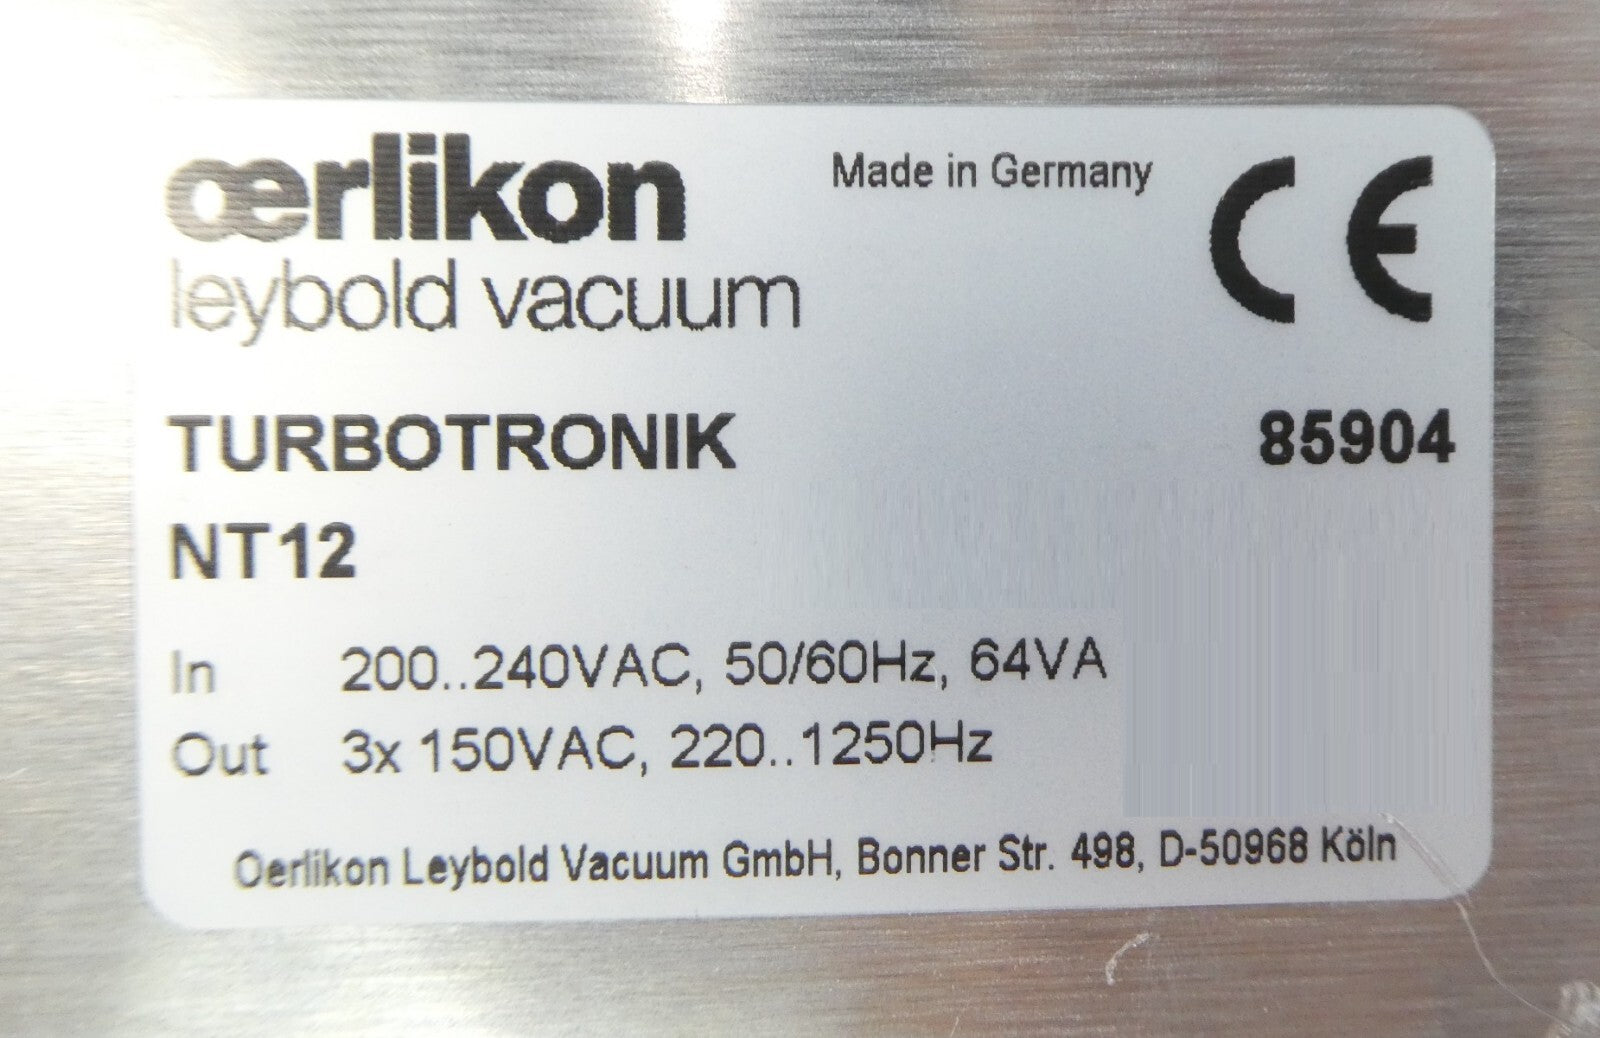 œrlikon
leybold vacuum
Made in Germany
CE
TURBOTRONIK 85904
NT12
In 200..240VAC, 50/60Hz, 64VA
Out 3x 150VAC, 220..1250Hz
Oerlikon Leybold Vacuum GmbH, Bonner Str. 498, D-50968 Köln